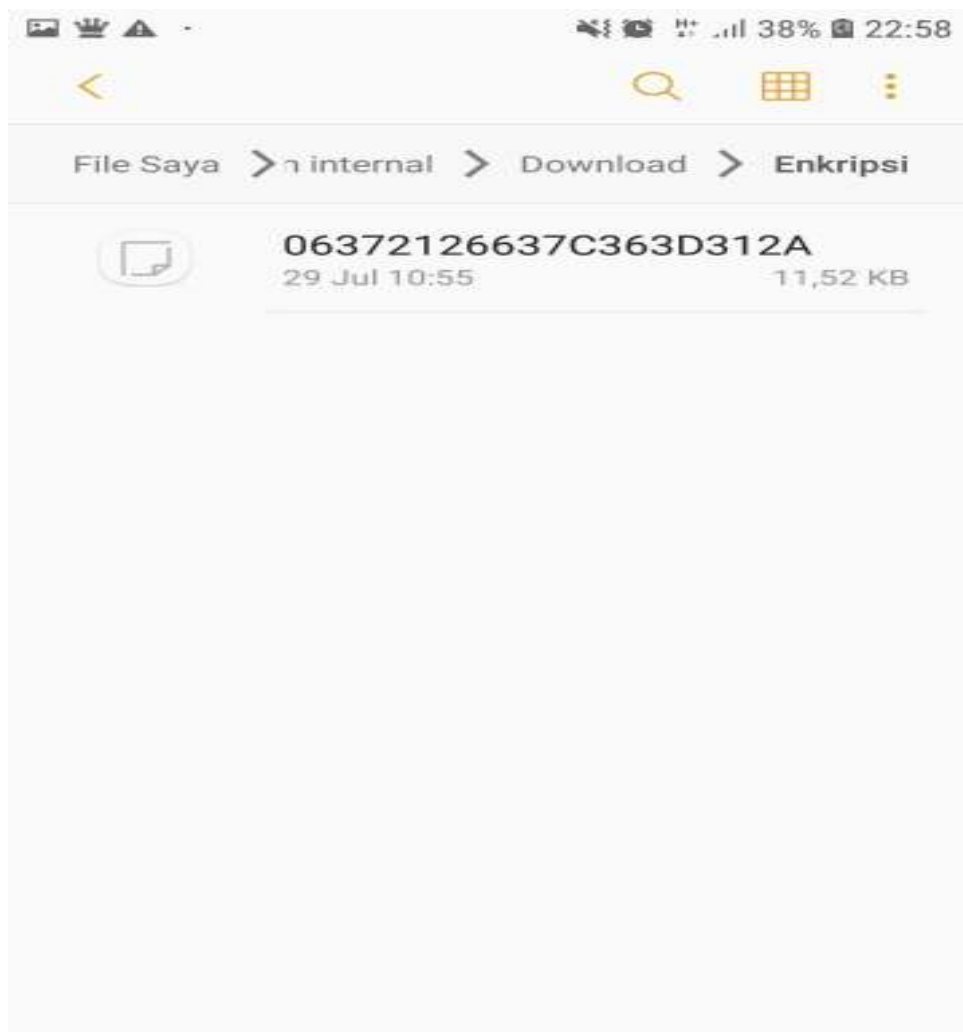 38% 22:58
File Saya > n internal > Download > Enkripsi
06372126637C363D312A
29 Jul 10:55 11,52 KB